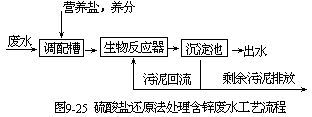 营养盐，养分
废水
调配槽
生物反应器
沉淀池
出水
污泥回流
剩余污泥排放
图9-25 硫酸盐还原法处理含锌废水工艺流程